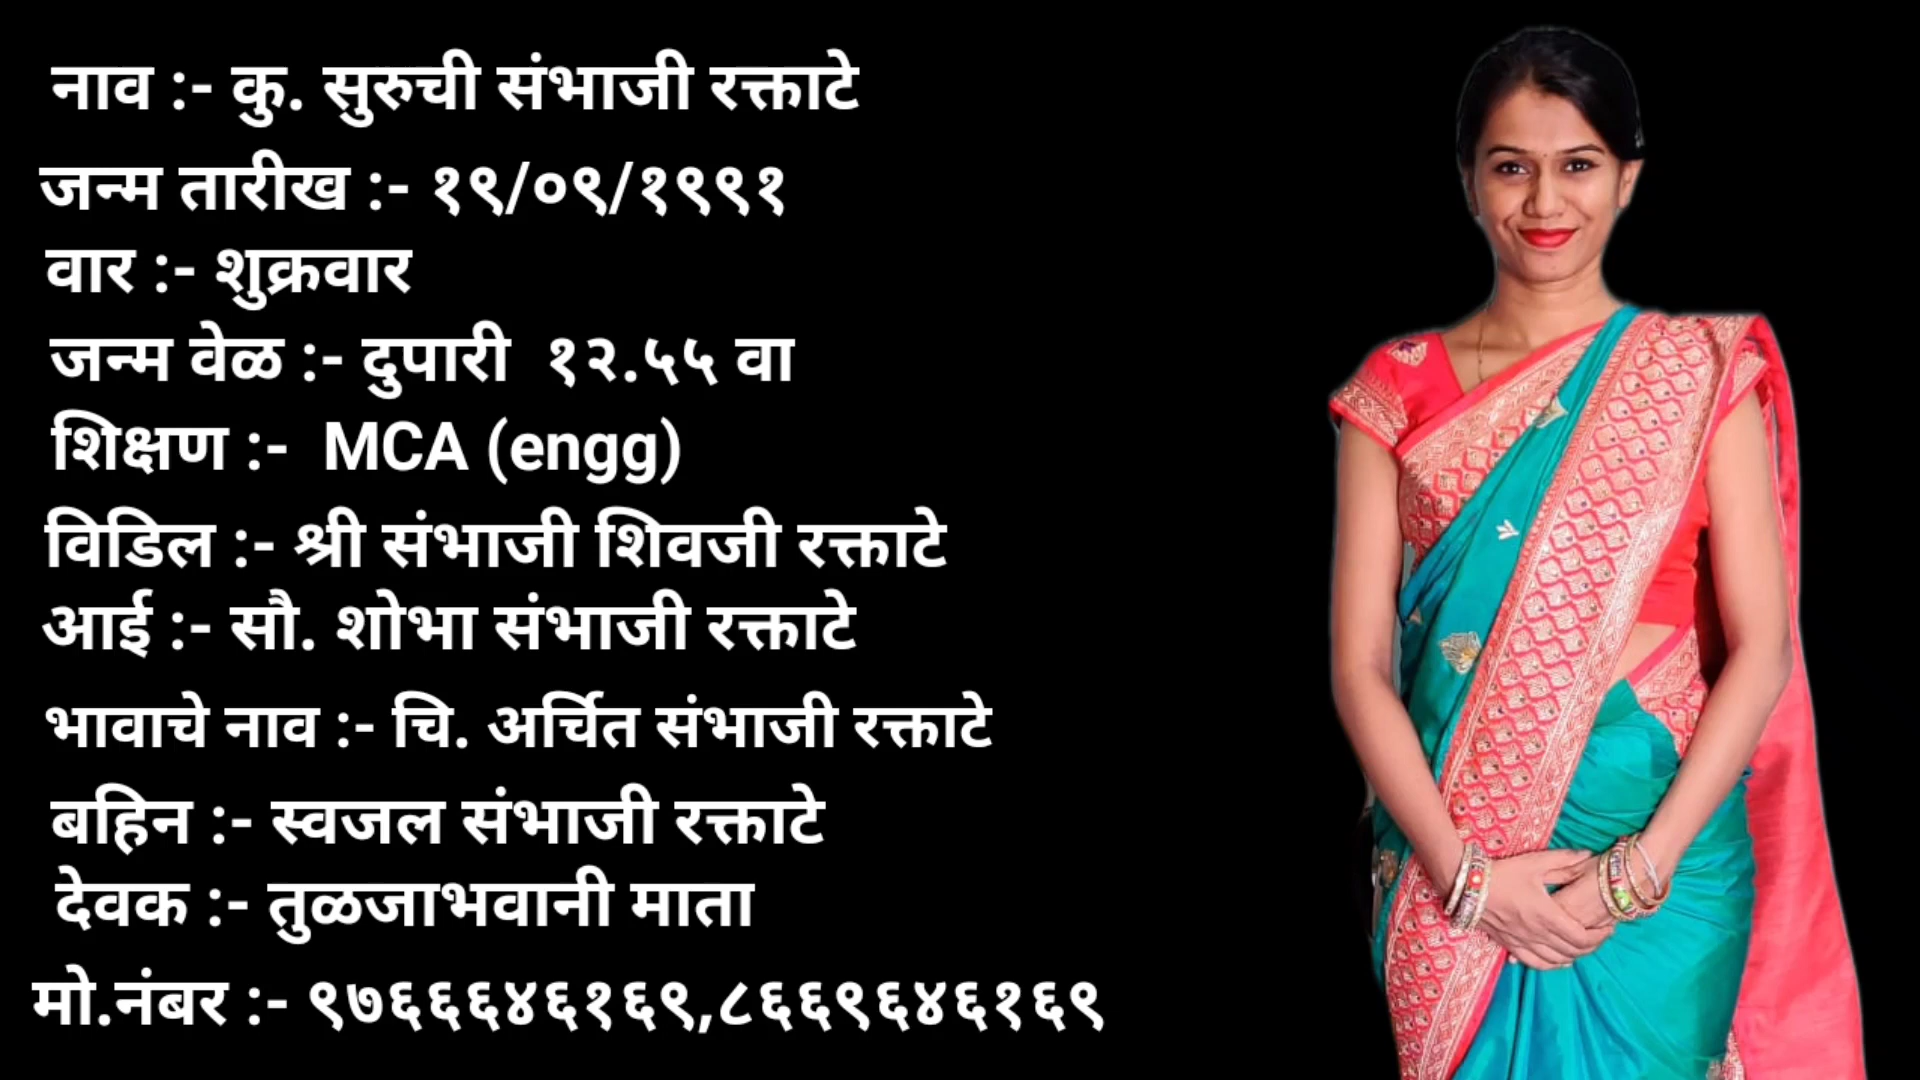 नाव :- कु. सुरुची संभाजी रक्ताटे
जन्म तारीख :- १९/०९/१९९१
वार :- शुक्रवार
जन्म वेळ :- दुपारी १२.५५ वा
शिक्षण :- MCA (engg)
विडिल :- श्री संभाजी शिवजी रक्ताटे
आई :- सौ. शोभा संभाजी रक्ताटे
भावाचे नाव :- चि. अर्चित संभाजी रक्ताटे
बहिन :- स्वजल संभाजी रक्ताटे
देवक :- तुळजाभवानी माता
मो.नंबर :- ९७६६६४६१६९,८६६९६४६१६९